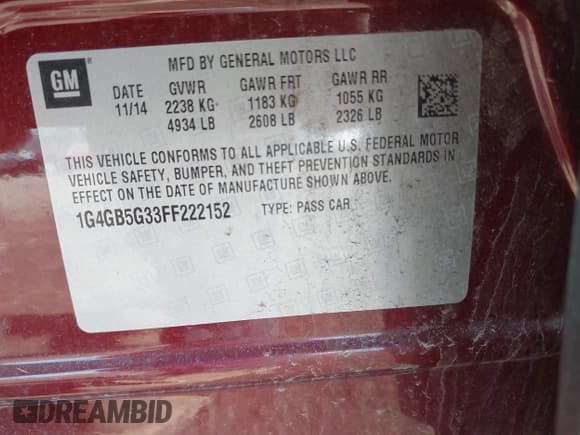 GM
MFD BY GENERAL MOTORS LLC
DATE GVWR GAWR FRT GAWR RR
11/14 2238 KG 1183 KG 1055 KG
4934 LB 2608 LB 2326 LB
THIS VEHICLE CONFORMS TO ALL APPLICABLE U.S. FEDERAL MOTOR
VEHICLE SAFETY, BUMPER, AND THEFT PREVENTION STANDARDS IN
EFFECT ON THE DATE OF MANUFACTURE SHOWN ABOVE.
1G4GB5G33FF222152 TYPE: PASS CAR
DREAMBID